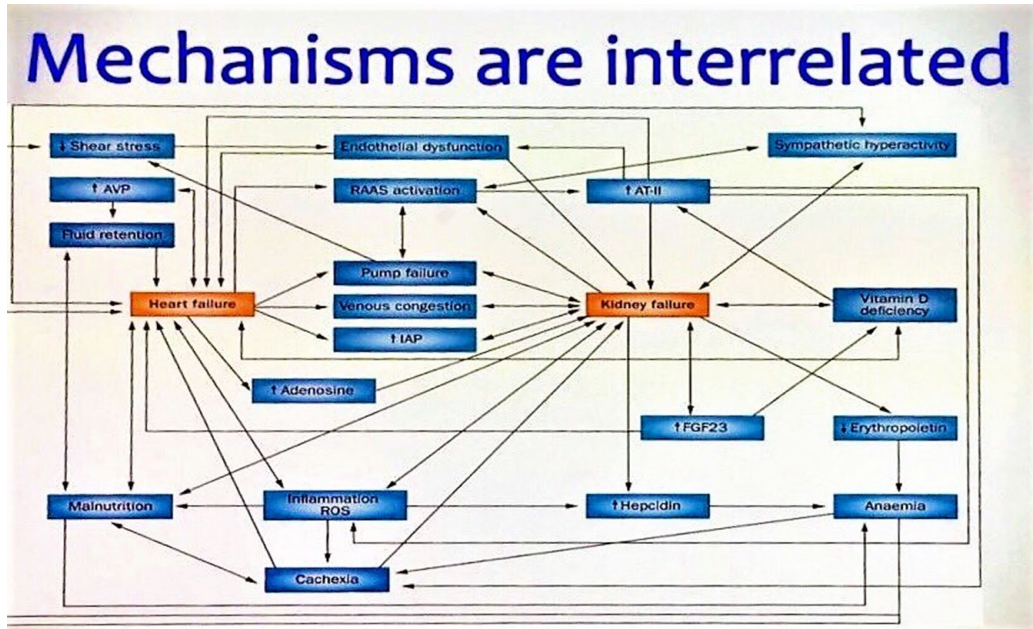 Mechanisms are interrelated
↓ Shear stress
Endothelial dysfunction
Sympathetic hyperactivity
↑ AVP
RAAS activation
↑ AT-II
Fluid retention
Pump failure
Heart failure
Venous congestion
Kidney failure
Vitamin D
deficiency
↑ IAP
↑ Adenosine
↑ FGF23
↓ Erythropoietin
Malnutrition
Inflammation
ROS
↑ Hepcidin
Anaemia
Cachexia